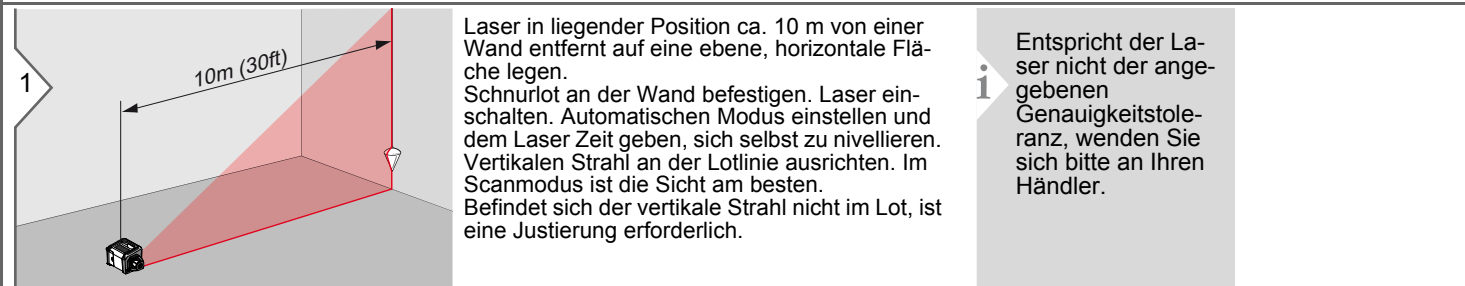 1
10m (30ft)
Laser in liegender Position ca. 10 m von einer
Wand entfernt auf eine ebene, horizontale Flä-
che legen.
Schnurlot an der Wand befestigen. Laser ein-
schalten. Automatischen Modus einstellen und
dem Laser Zeit geben, sich selbst zu nivellieren.
Vertikalen Strahl an der Lotlinie ausrichten. Im
Scanmodus ist die Sicht am besten.
Befindet sich der vertikale Strahl nicht im Lot, ist
eine Justierung erforderlich.
i
Entspricht der La-
ser nicht der ange-
gebenen
Genauigkeitstole-
ranz, wenden Sie
sich bitte an Ihren
Händler.